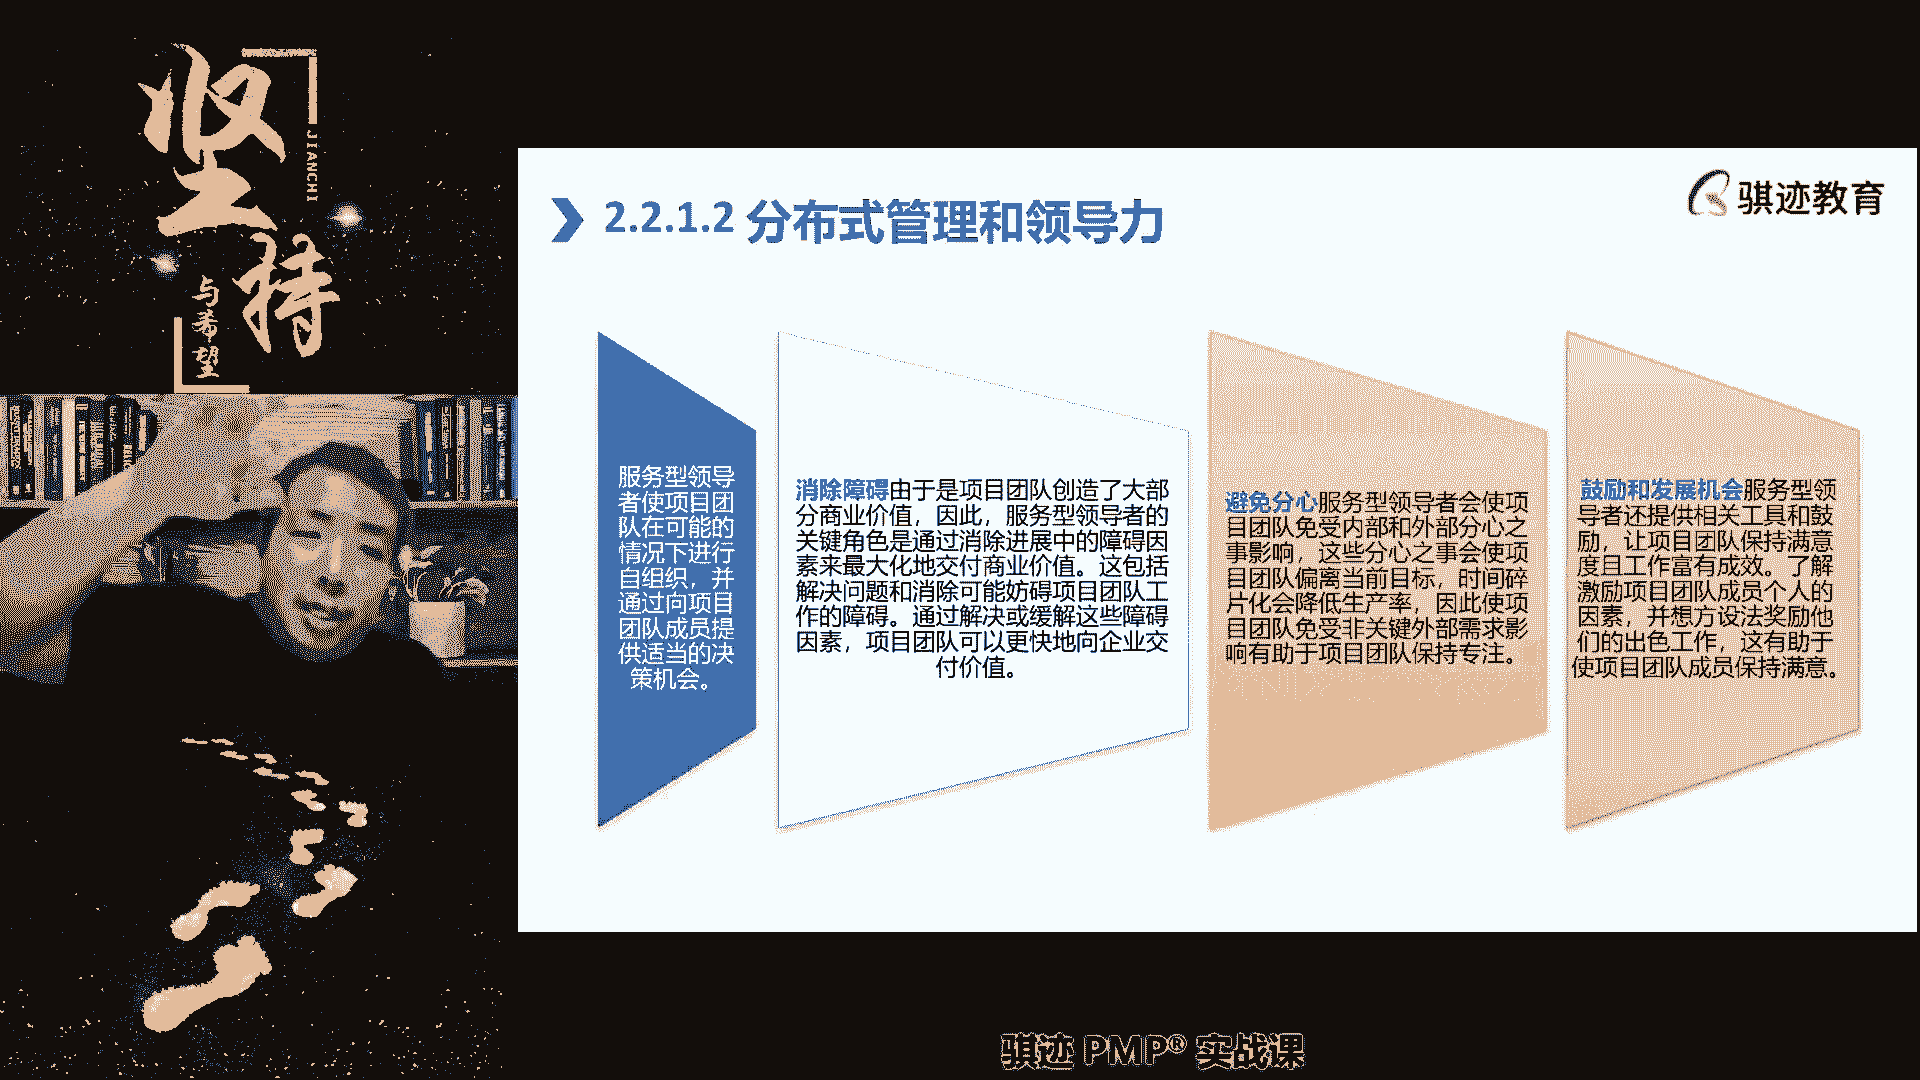 坚持
JIANCHI
与希望
骐迹教育
2.2.1.2 分布式管理和领导力
服务型领导
者使项目团
队在可能的
情况下进行
自组织，并
通过向项目
团队成员提
供适当的决
策机会。
消除障碍由于是项目团队创造了大部
分商业价值，因此，服务型领导者的
关键角色是通过消除进展中的障碍因
素来最大化地交付商业价值。这包括
解决问题和消除可能妨碍项目团队工
作的障碍。通过解决或缓解这些障碍
因素，项目团队可以更快地向企业交
付价值。
避免分心服务型领导者会使项
目团队免受内部和外部分心之
事影响，这些分心之事会使项
目团队偏离当前目标，时间碎
片化会降低生产率，因此使项
目团队免受非关键外部需求影
响有助于项目团队保持专注。
鼓励和发展机会服务型领
导者还提供相关工具和鼓
励，让项目团队保持满意
度且工作富有成效。了解
激励项目团队成员个人的
因素，并想方设法奖励他
们的出色工作，这有助于
使项目团队成员保持满意。
骐迹 PMP® 实战课